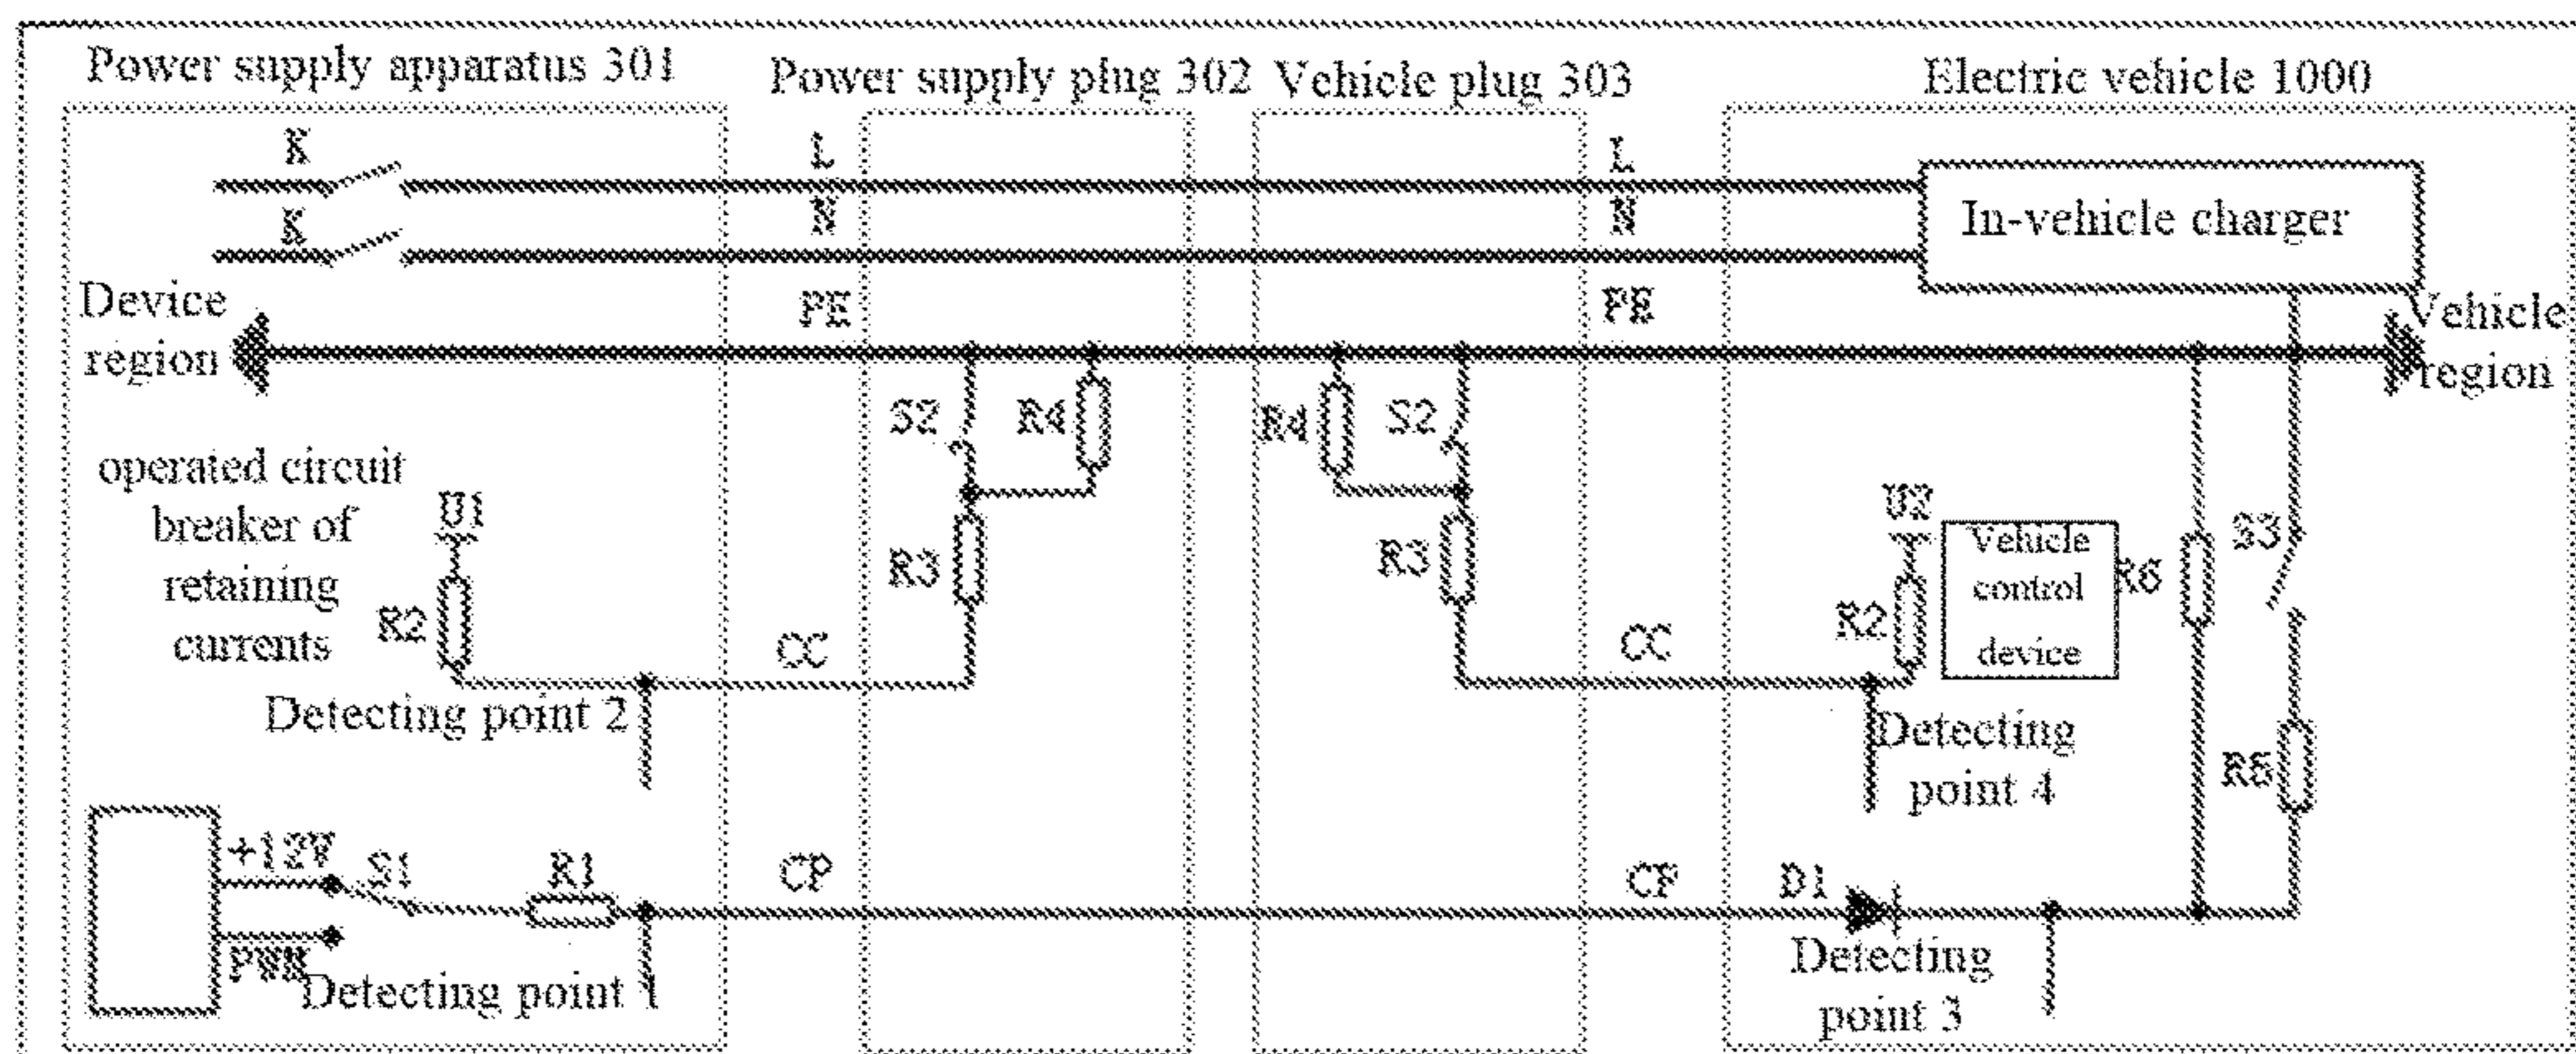 Power supply apparatus 301
Power supply plug 302
Vehicle plug 303
Electric vehicle 1000
K
L
L
K
N
N
In-vehicle charger
Device
region
PE
PE
Vehicle
region
S2
R4
R4
S2
operated circuit
breaker of
retaining
currents
U1
R2
R3
R3
U2
R2
Vehicle
control
device
R6
S3
CC
CC
Detecting point 2
Detecting
point 4
R5
+12V
S1
R1
CP
CP
D1
PWM
Detecting point 1
Detecting
point 3